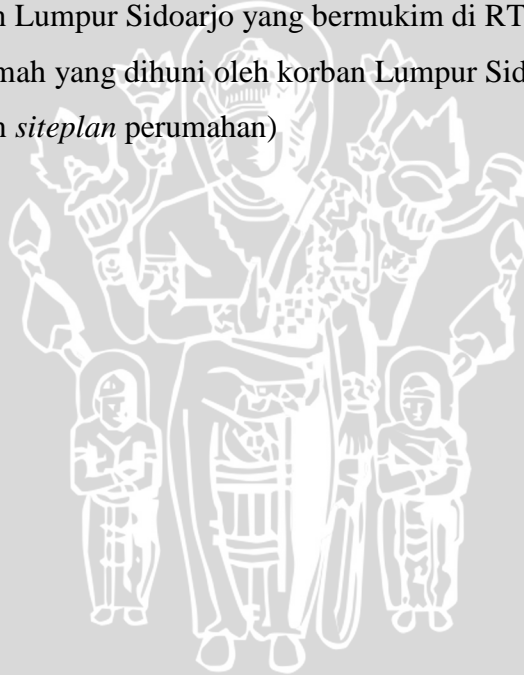 n Lumpur Sidoarjo yang bermukim di RT
mah yang dihuni oleh korban Lumpur Sid
n siteplan perumahan)